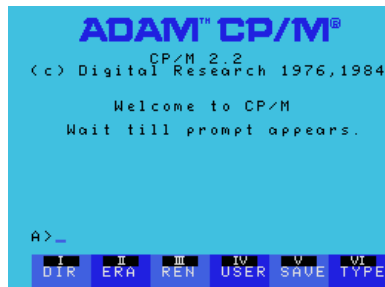 ADAM™ CP/M®
CP/M 2.2
(c) Digital Research 1976,1984
Welcome to CP/M
Wait till prompt appears.
A>_
I II III IV V VI
DIR ERA REN USER SAVE TYPE